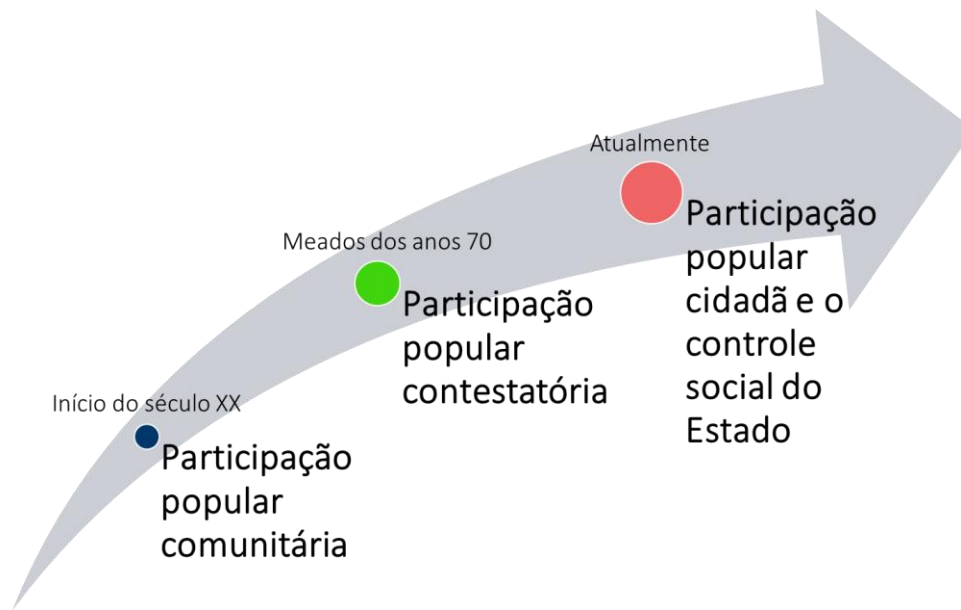 Início do século XX
Participação
popular
comunitária
Meados dos anos 70
Participação
popular
contestatória
Atualmente
Participação
popular
cidadã e o
controle
social do
Estado